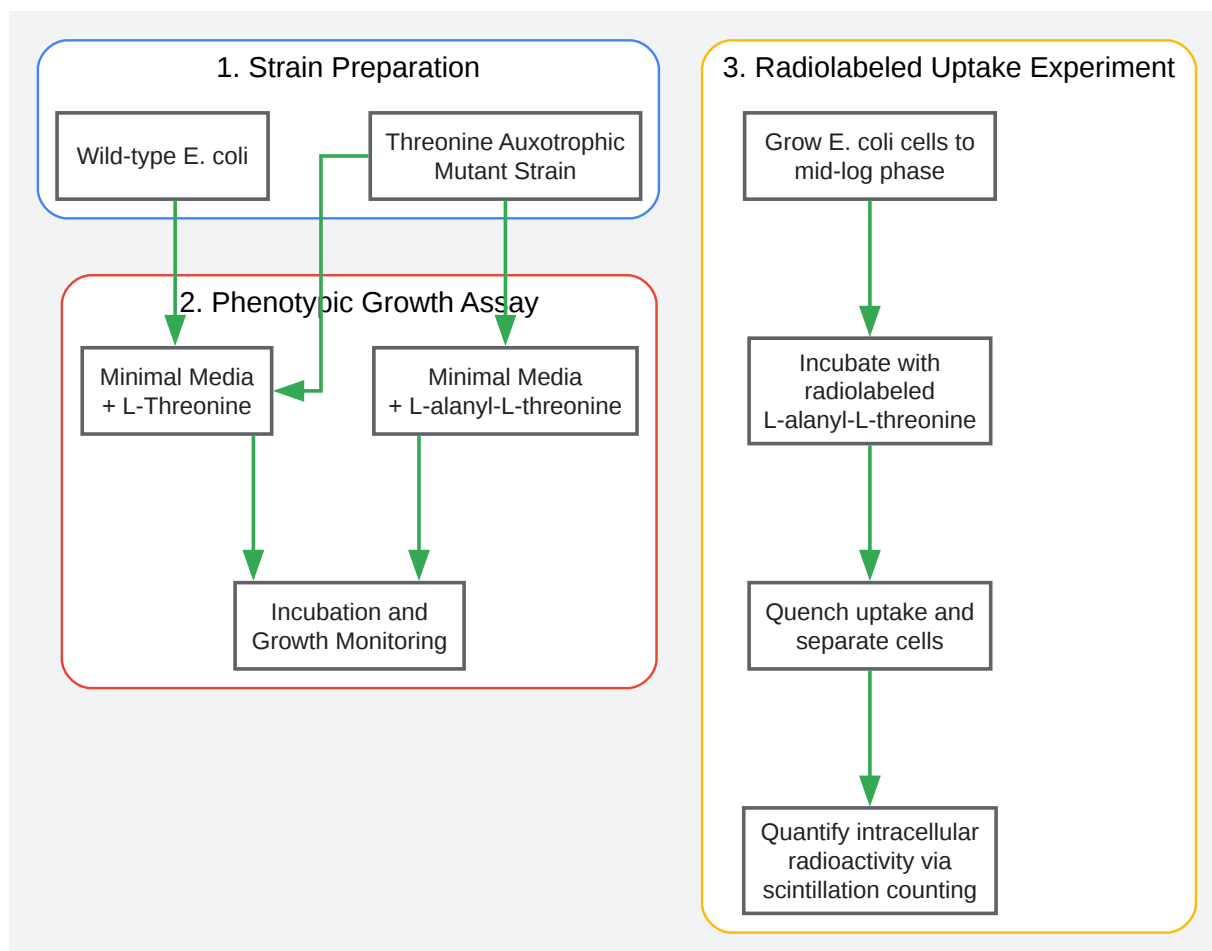 1. Strain Preparation
Wild-type E. coli
Threonine Auxotrophic
Mutant Strain
2. Phenotypic Growth Assay
Minimal Media
+ L-Threonine
Minimal Media
+ L-alanyl-L-threonine
Incubation and
Growth Monitoring
3. Radiolabeled Uptake Experiment
Grow E. coli cells to
mid-log phase
Incubate with
radiolabeled
L-alanyl-L-threonine
Quench uptake and
separate cells
Quantify intracellular
radioactivity via
scintillation counting